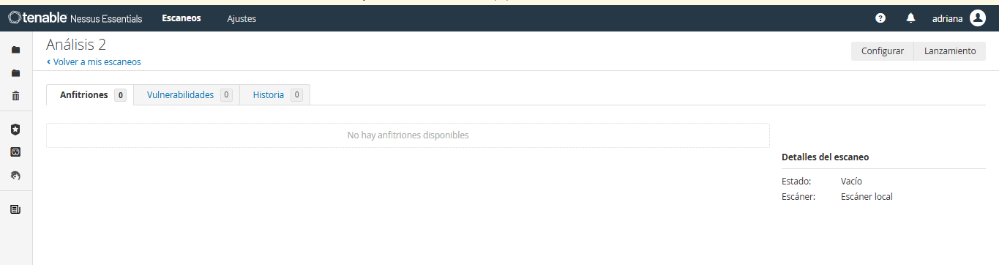 tenable Nessus Essentials Escaneos Ajustes ? adriana
Análisis 2
Volver a mis escaneos
Configurar Lanzamiento
Anfitriones 0 Vulnerabilidades 0 Historia 0
No hay anfitriones disponibles
Detalles del escaneo
Estado: Vacío
Escáner: Escáner local